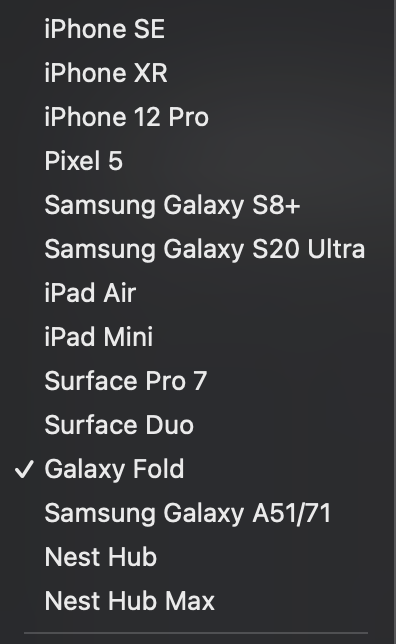 iPhone SE
iPhone XR
iPhone 12 Pro
Pixel 5
Samsung Galaxy S8+
Samsung Galaxy S20 Ultra
iPad Air
iPad Mini
Surface Pro 7
Surface Duo
✓ Galaxy Fold
Samsung Galaxy A51/71
Nest Hub
Nest Hub Max